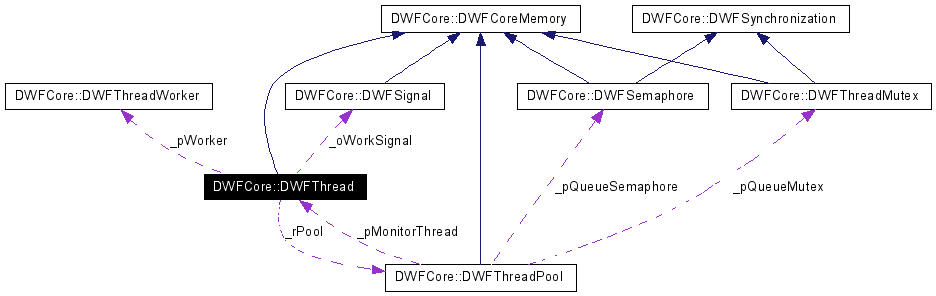 DWFCore::DWFCoreMemory
DWFCore::DWFSynchronization
DWFCore::DWFThreadWorker
DWFCore::DWFSignal
DWFCore::DWFSemaphore
DWFCore::DWFThreadMutex
_pWorker
_oWorkSignal
DWFCore::DWFThread
_pQueueSemaphore
_pQueueMutex
_rPool
_pMonitorThread
DWFCore::DWFThreadPool